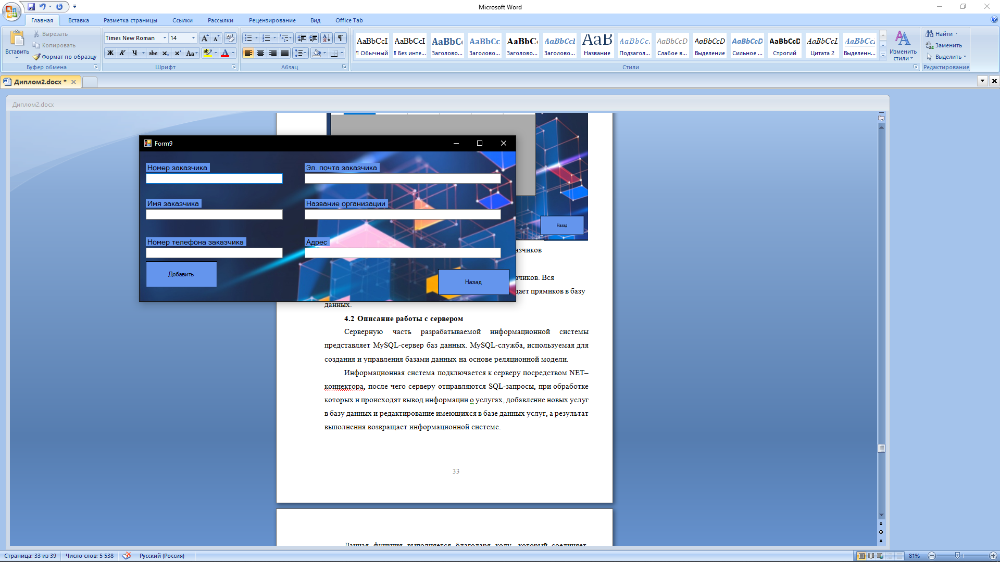 Microsoft Word
Главная Вставка Разметка страницы Ссылки Рассылки Рецензирование Вид Office Tab
Вставить
Вырезать
Копировать
Формат по образцу
Буфер обмена
Times New Roman 14
Ж К Ч abc x₂ x² Aa
Шрифт
Абзац
AaBbCcI AaBbCcI AaBbC AaBbCc AaBbC AaBbCcI AaB AaBbCc. AaBbCcD AaBbCcD AaBbCcD AaBbCcD AaBbCcL AaBbCc
¶ Обычный ¶ Без инте... Заголово... Заголово... Заголово... Заголово... Название Подзагол... Слабое в... Выделение Сильное ... Строгий Цитата 2 Выделенн...
Изменить стили
Стили
Найти
Заменить
Выделить
Редактирование
Диплом2.docx *
Диплом2.docx
Form9
Номер заказчика Эл. почта заказчика
Имя заказчика Название организации
Номер телефона заказчика Адрес
Добавить
Назад
Назад
азчиков
зчиков. Вся
дает прямиков в базу
данных.
4.2 Описание работы с сервером
Серверную часть разрабатываемой информационной системы
представляет MySQL-сервер баз данных. MySQL-служба, используемая для
создания и управления базами данных на основе реляционной модели.
Информационная система подключается к серверу посредством NET–
коннектора, после чего серверу отправляются SQL-запросы, при обработке
которых и происходят вывод информации о услугах, добавление новых услуг
в базу данных и редактирование имеющихся в базе данных услуг, а результат
выполнения возвращает информационной системе.
33
Данная функция выполняется благодаря коду, который соединяет
Страница: 33 из 39 Число слов: 5 538 Русский (Россия) 81%